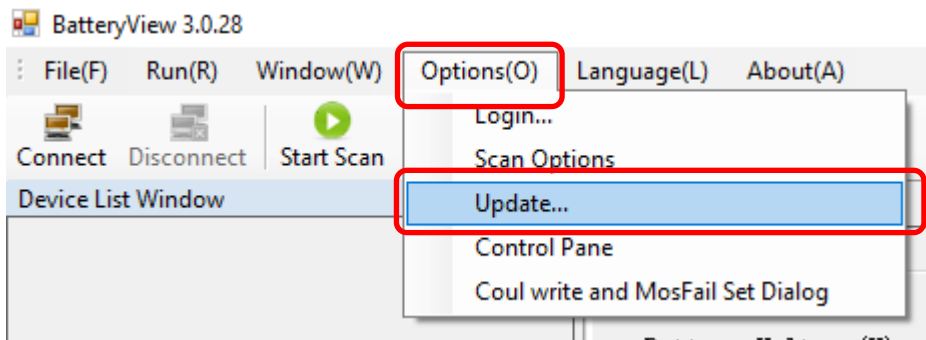 BatteryView 3.0.28
File(F) Run(R) Window(W) Options(O) Language(L) About(A)
Login...
Connect Disconnect Start Scan
Scan Options
Device List Window
Update...
Control Pane
Coul write and MosFail Set Dialog